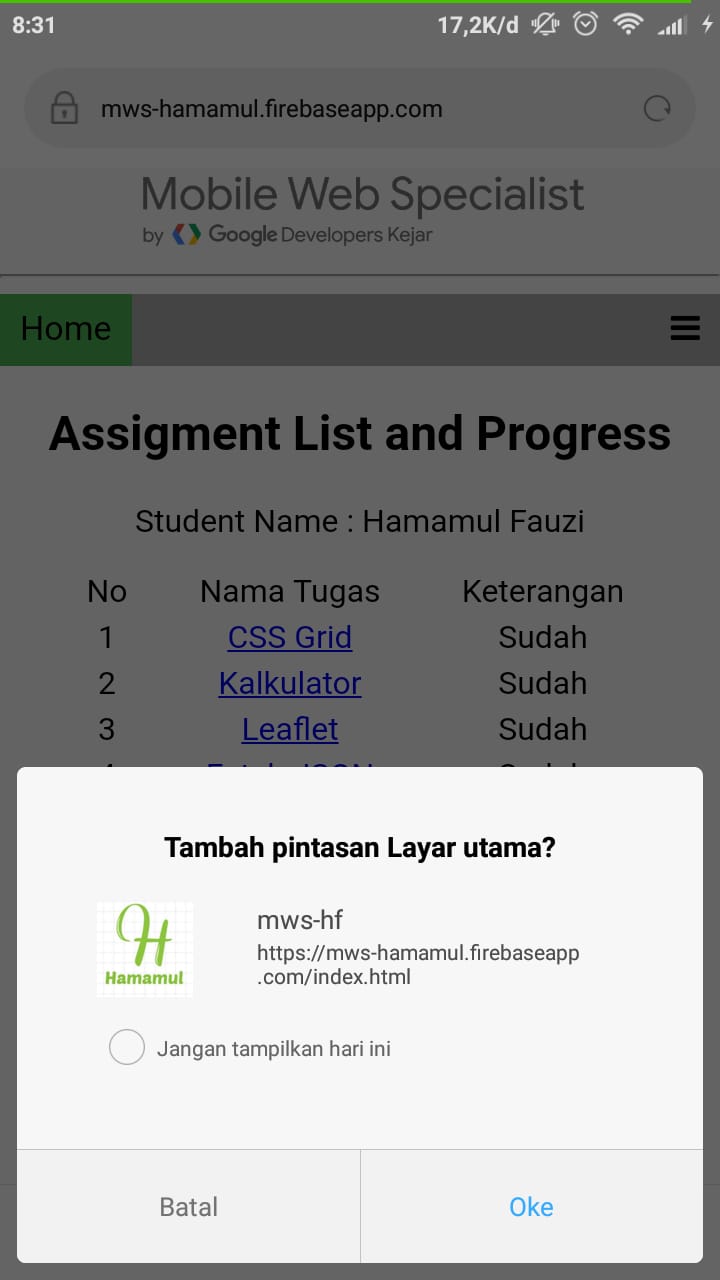 8:31
17,2K/d
mws-hamamul.firebaseapp.com
Mobile Web Specialist
by Google Developers Kejar
Home
Assigment List and Progress
Student Name : Hamamul Fauzi
No Nama Tugas Keterangan
1 CSS Grid Sudah
2 Kalkulator Sudah
3 Leaflet Sudah
Tambah pintasan Layar utama?
H
Hamamul
mws-hf
https://mws-hamamul.firebaseapp
.com/index.html
Jangan tampilkan hari ini
Batal Oke